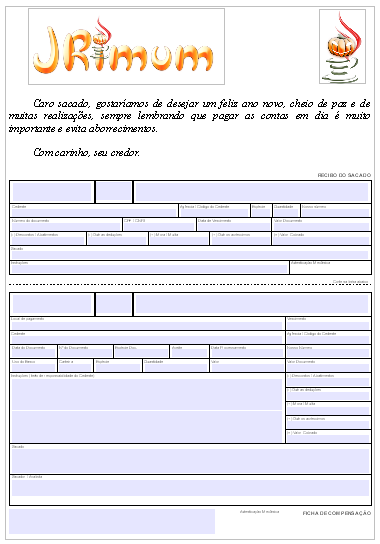 JRimum
Caro sacado, gostaríamos de desejar um feliz ano novo, cheio de paz e de
muitas realizações, sempre lembrando que pagar as contas em dia é muito
importante e evita aborrecimentos.
Com carinho, seu credor.
RECIBO DO SACADO
Cedente Agência / Código do Cedente Espécie Quantidade Nosso número
Número do documento CPF / CNPJ Data de Vencimento Valor Documento
(-) Desconto / Abatimentos (-) Outras deduções (+) Mora / Multa (+) Outros acréscimos (=) Valor Cobrado
Sacado
Instruções Autenticação Mecânica
Local de pagamento Vencimento
Cedente Agência / Código do Cedente
Data do Documento Nº do Documento Espécie Doc. Aceite Data Processamento Nosso Número
Uso do Banco Carteira Espécie Quantidade Valor Valor Documento
Instruções (texto de responsabilidade do Cedente) (-) Desconto / Abatimentos
(-) Outras deduções
(+) Mora / Multa
(+) Outros acréscimos
(=) Valor Cobrado
Sacado
Sacador / Avalista
Autenticação Mecânica FICHA DE COMPENSAÇÃO